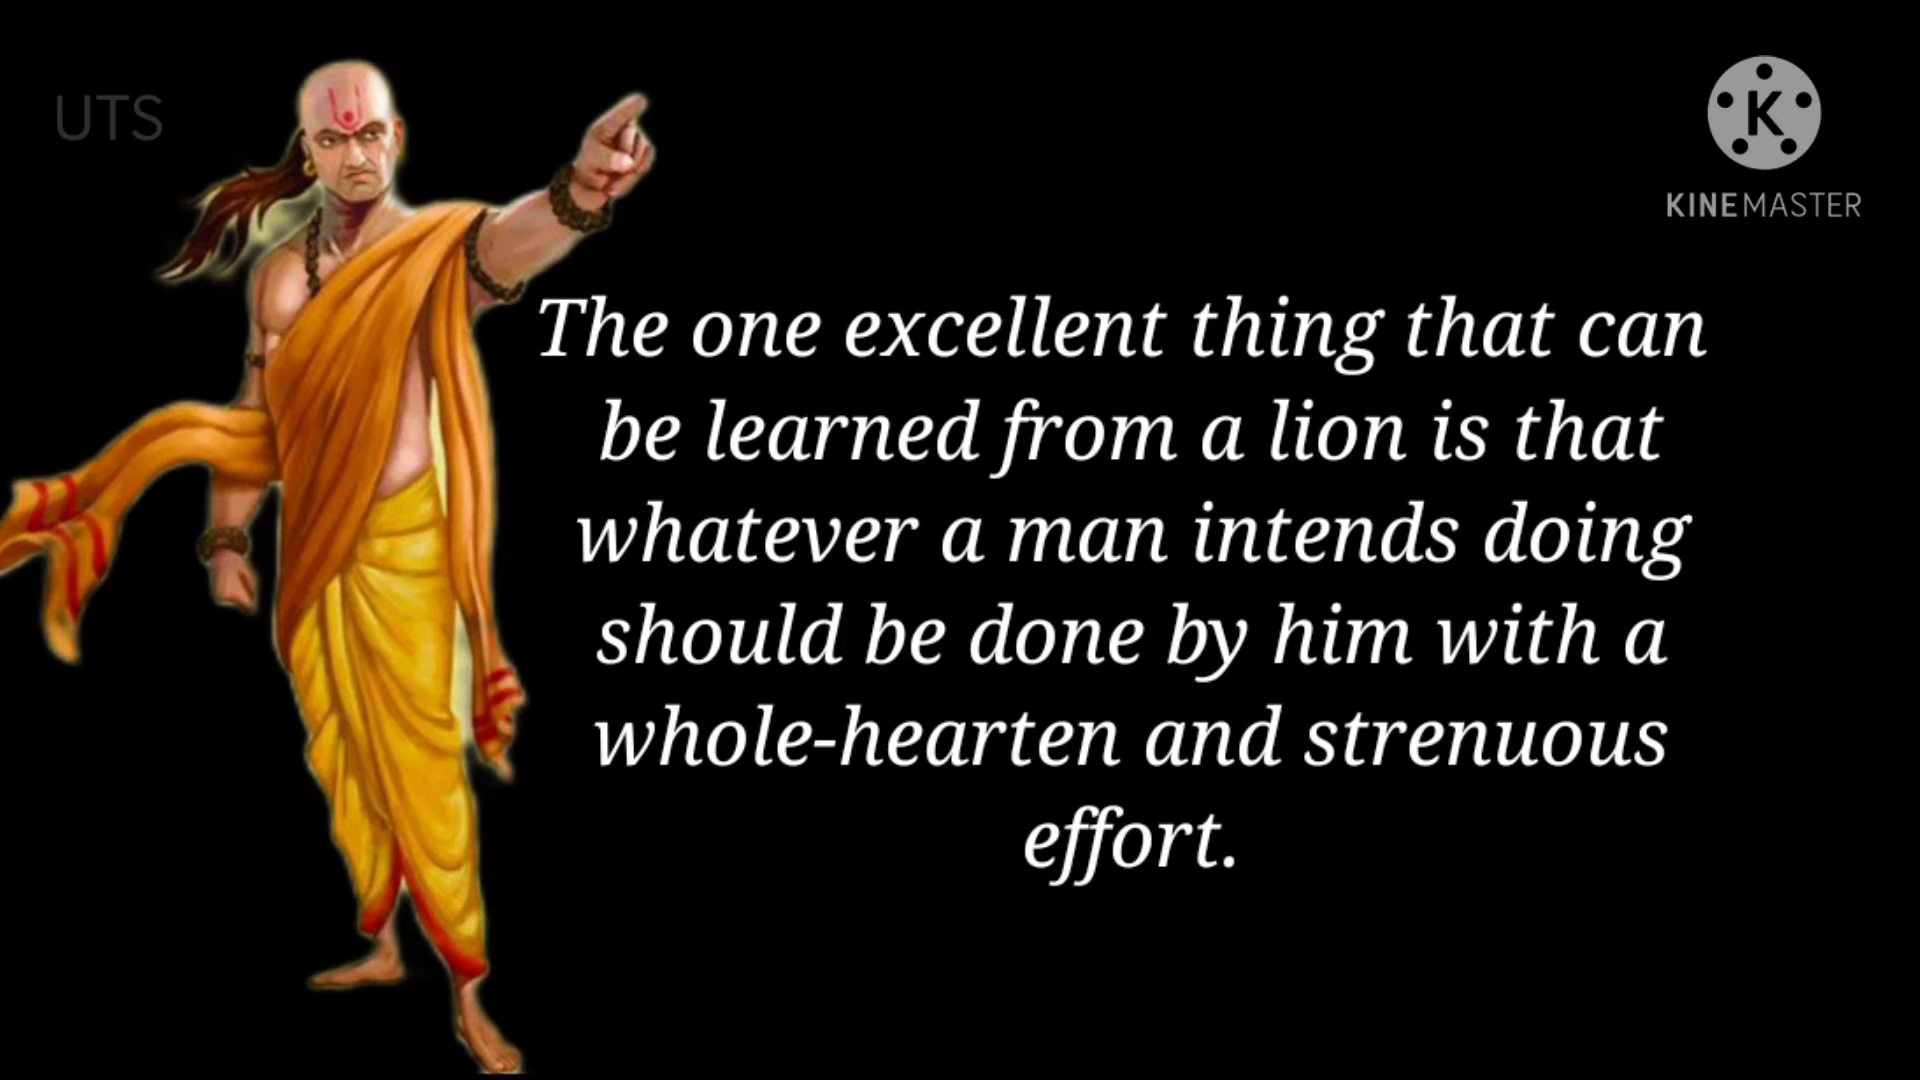 UTS
K
KINEMASTER
The one excellent thing that can
be learned from a lion is that
whatever a man intends doing
should be done by him with a
whole-hearten and strenuous
effort.